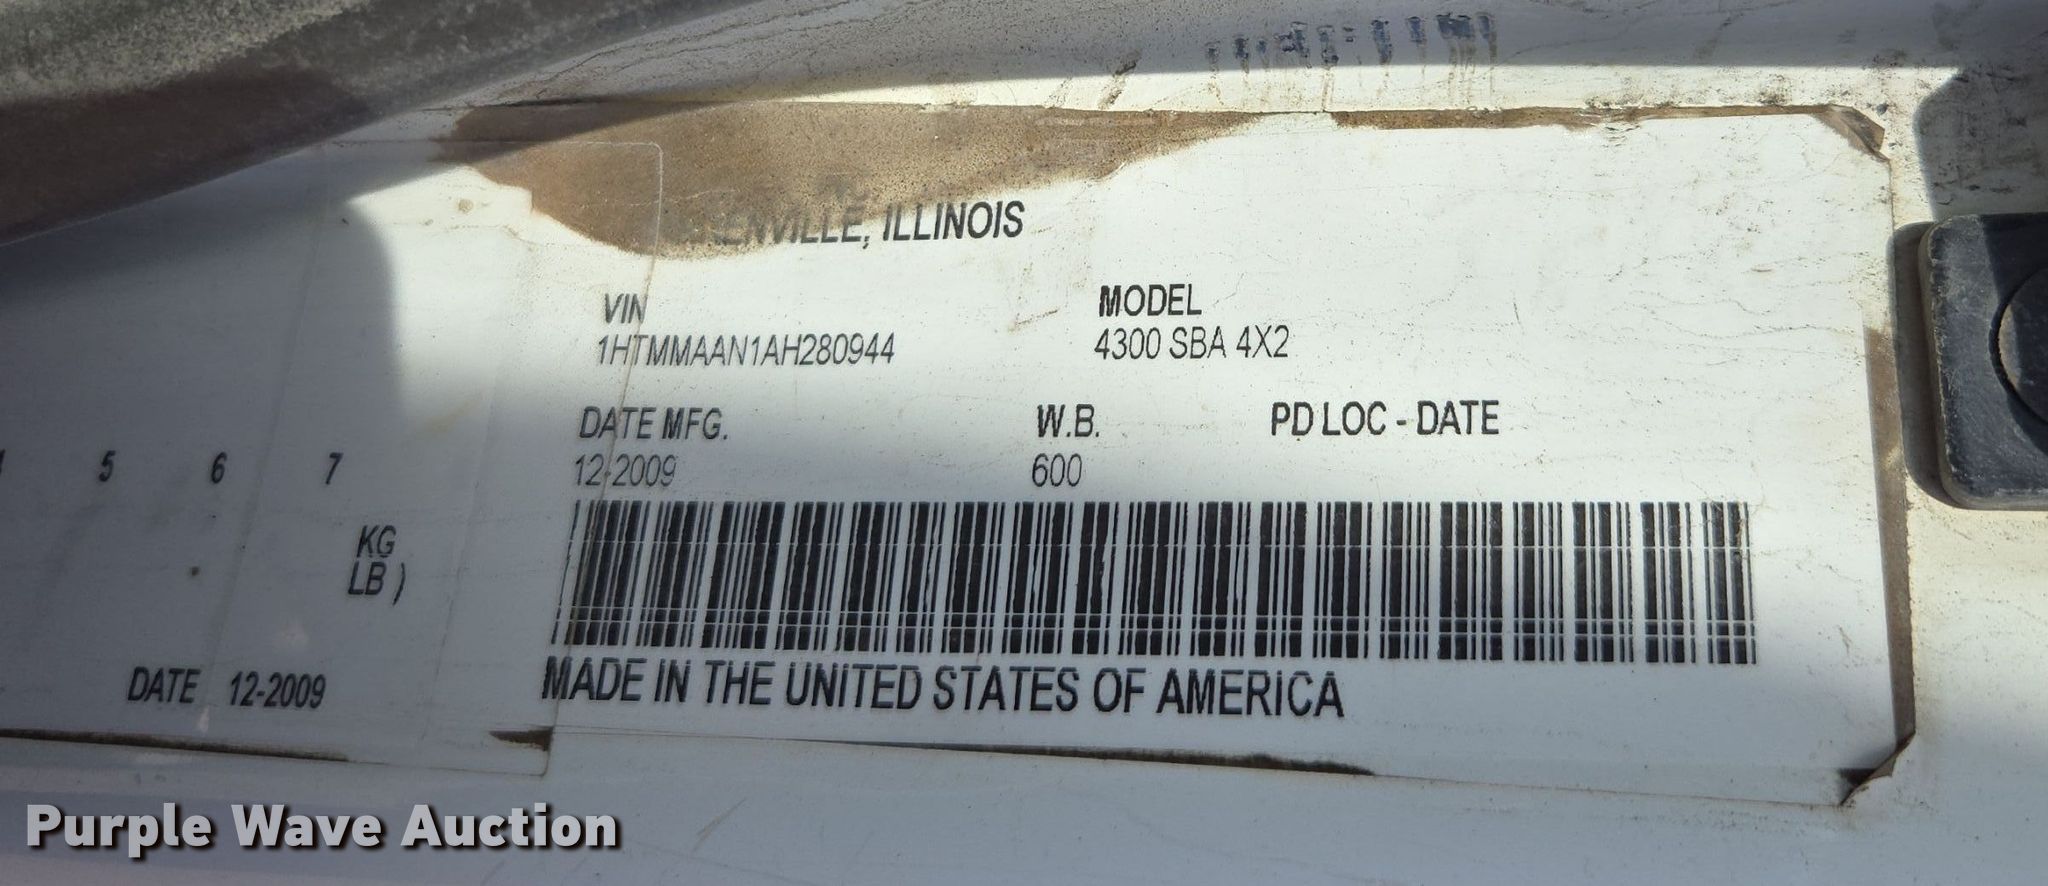 ILLINOIS
VIN
MODEL
1HTMMAAN1AH280944
4300 SBA 4X2
DATE MFG.
W.B.
PD LOC - DATE
12-2009
600
5 6 7
KG
LB )
DATE 12-2009
MADE IN THE UNITED STATES OF AMERICA
Purple Wave Auction